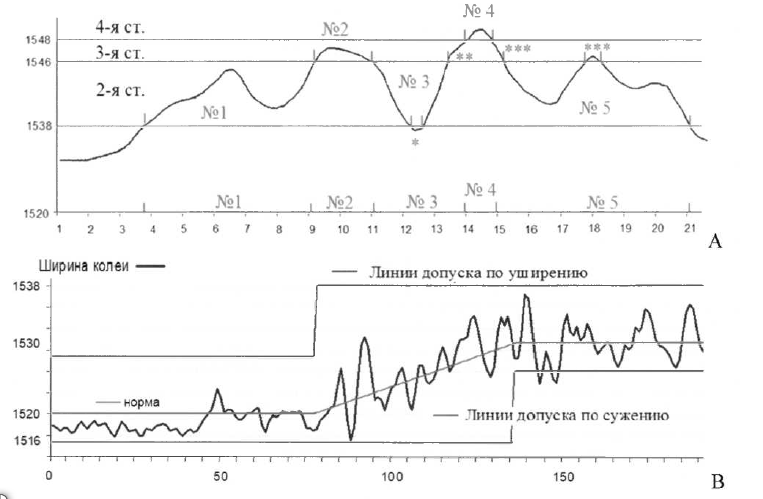 4-я ст.
№2
№ 4
1548
3-я ст.
1546
**
***
***
2-я ст.
№1
№ 3
№ 5
1538
*
№1
№2
№ 3
№ 4
№ 5
1520
1 2 3 4 5 6 7 8 9 10 11 12 13 14 15 16 17 18 19 20 21
А
Ширина колеи
Линии допуска по уширению
1538
1530
норма
1520
Линии допуска по сужению
1516
0 50 100 150
В